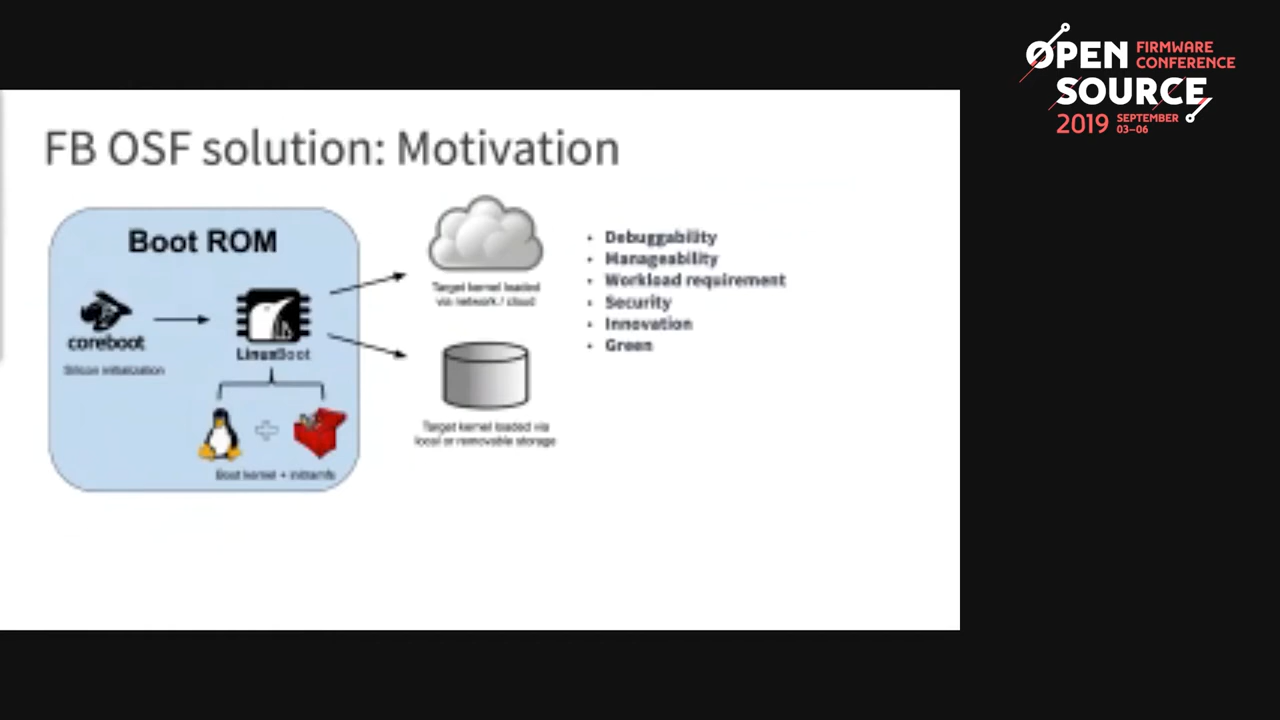 OPEN FIRMWARE
CONFERENCE
SOURCE
2019 SEPTEMBER
03–06
FB OSF solution: Motivation
Boot ROM
coreboot
Silicon initialization
LinuxBoot
Boot kernel + initramfs
Target kernel loaded
via network / cloud
Target kernel loaded via
local or removable storage
• Debuggability
• Manageability
• Workload requirement
• Security
• Innovation
• Green